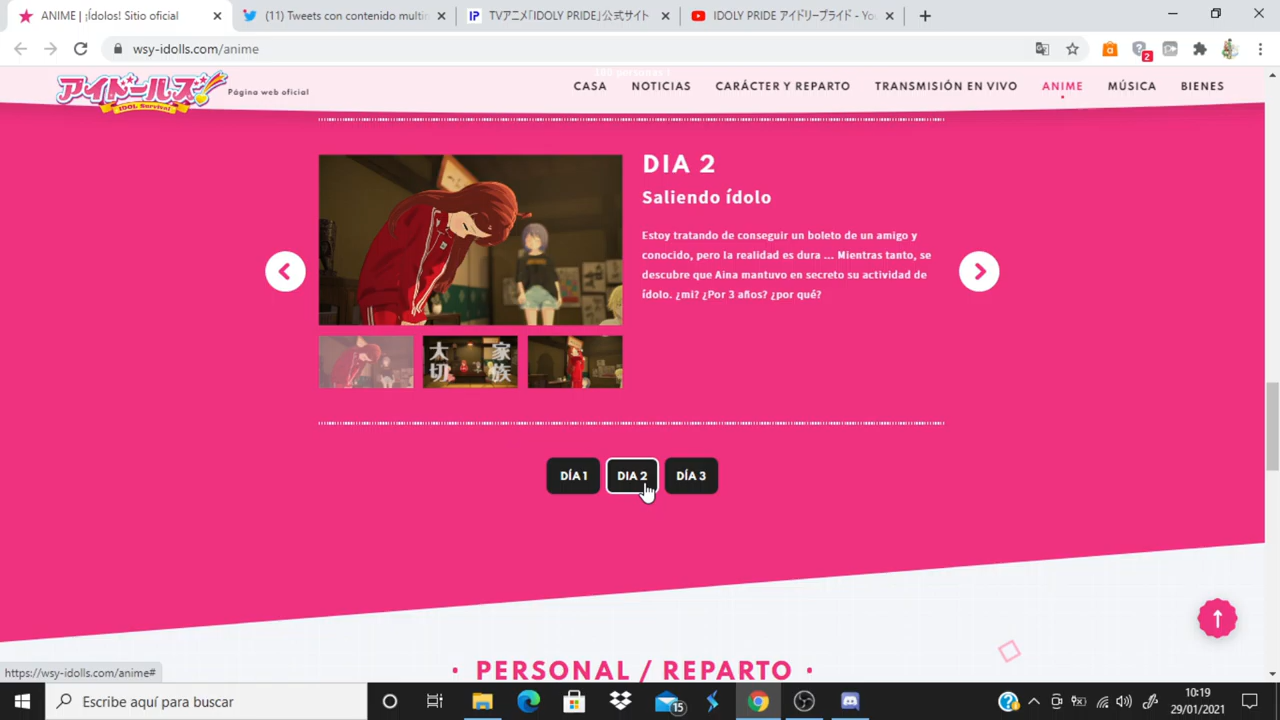 ANIME | ¡ídolos! Sitio oficial
(11) Tweets con contenido multim
TVアニメ「IDOLY PRIDE」公式サイト
IDOLY PRIDE アイドリープライド - You
wsy-idolls.com/anime
2
アイドールズ!
IDOL Survival
Página web oficial
CASA
NOTICIAS
CARÁCTER Y REPARTO
TRANSMISIÓN EN VIVO
ANIME
MÚSICA
BIENES
DIA 2
Saliendo ídolo
Estoy tratando de conseguir un boleto de un amigo y
conocido, pero la realidad es dura ... Mientras tanto, se
descubre que Aina mantuvo en secreto su actividad de
ídolo. ¿mi? ¿Por 3 años? ¿por qué?
大切
家族
DÍA 1
DIA 2
DÍA 3
• PERSONAL / REPARTO •
https://wsy-idolls.com/anime#
Escribe aquí para buscar
15
10:19
29/01/2021